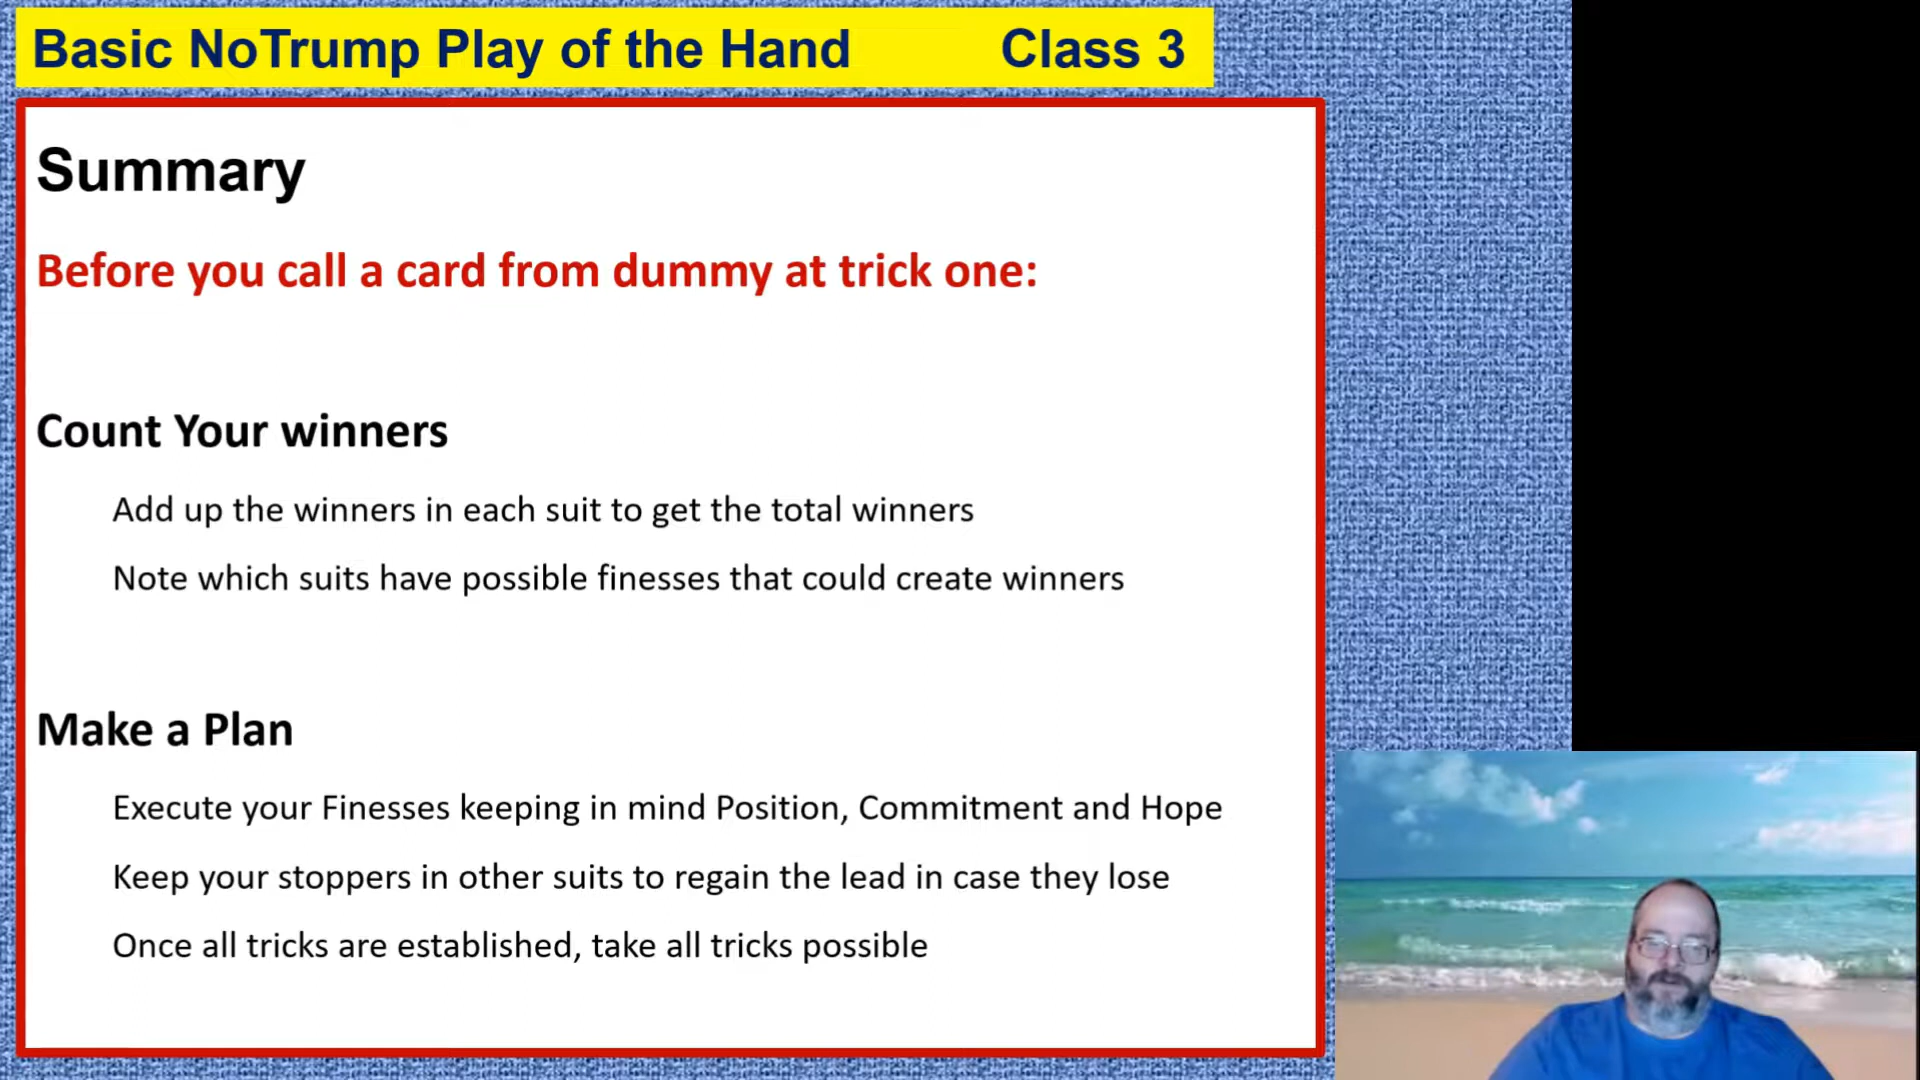 Basic NoTrump Play of the Hand Class 3
Summary
Before you call a card from dummy at trick one:
Count Your winners
Add up the winners in each suit to get the total winners
Note which suits have possible finesses that could create winners
Make a Plan
Execute your Finesses keeping in mind Position, Commitment and Hope
Keep your stoppers in other suits to regain the lead in case they lose
Once all tricks are established, take all tricks possible